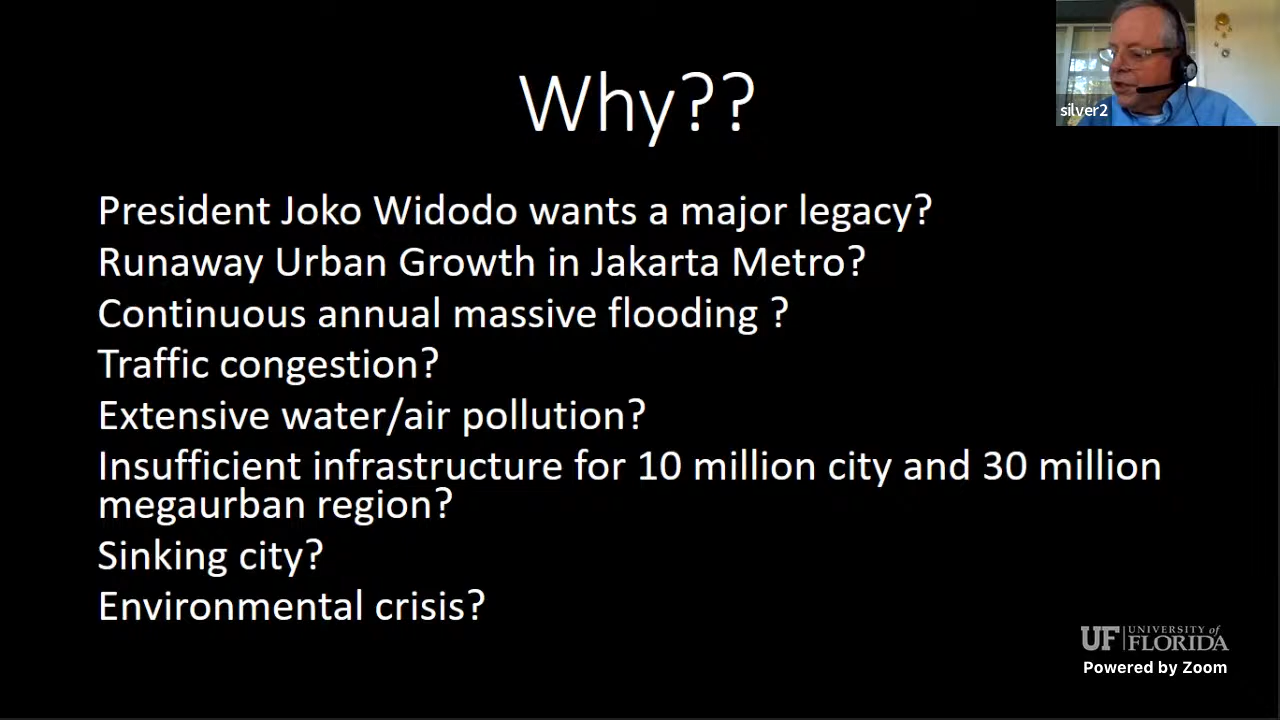 silver2
Why??
President Joko Widodo wants a major legacy?
Runaway Urban Growth in Jakarta Metro?
Continuous annual massive flooding ?
Traffic congestion?
Extensive water/air pollution?
Insufficient infrastructure for 10 million city and 30 million
megaurban region?
Sinking city?
Environmental crisis?
UF UNIVERSITY of
FLORIDA
Powered by Zoom